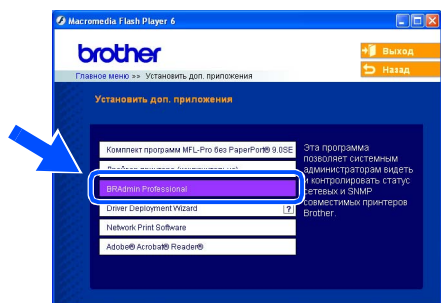 Macromedia Flash Player 6
brother
Выход
Назад
Главное меню >> Установить доп. приложения
Установить доп. приложения
Комплект программ MFL-Pro без PaperPort® 9.0SE
BRAdmin Professional
Driver Deployment Wizard
?
Network Print Software
Adobe® Acrobat® Reader®
Эта программа
позволяет системным
администраторам видеть
и контролировать статус
сетевых и SNMP
совместимых принтеров
Brother.